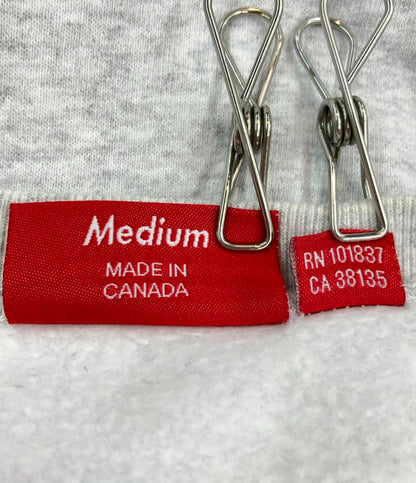 Medium
MADE IN
CANADA
RN 101837
CA 38135